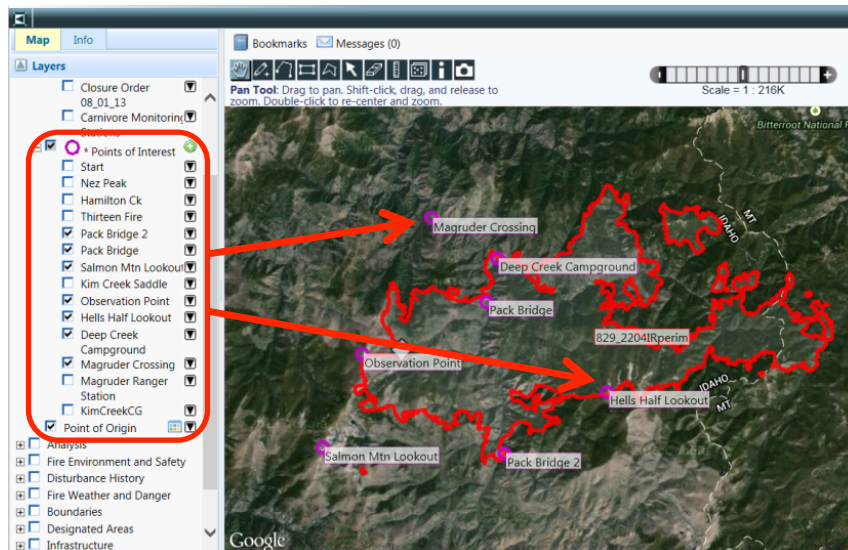 Map Info
Layers
Closure Order
08_01_13
Carnivore Monitoring
Stations
* Points of Interest
Start
Nez Peak
Hamilton Ck
Thirteen Fire
Pack Bridge 2
Pack Bridge
Salmon Mtn Lookout
Kim Creek Saddle
Observation Point
Hells Half Lookout
Deep Creek
Campground
Magruder Crossing
Magruder Ranger
Station
KimCreekCG
Point of Origin
Analysis
Fire Environment and Safety
Disturbance History
Fire Weather and Danger
Boundaries
Designated Areas
Infrastructure
Bookmarks Messages (0)
Pan Tool: Drag to pan. Shift-click, drag, and release to
zoom. Double-click to re-center and zoom.
Scale = 1 : 216K
Bitterroot National
MT
IDAHO
Magruder Crossing
Deep Creek Campground
Pack Bridge
829_2204IRperim
Observation Point
IDAHO
MT
Hells Half Lookout
Salmon Mtn Lookout
Pack Bridge 2
Google